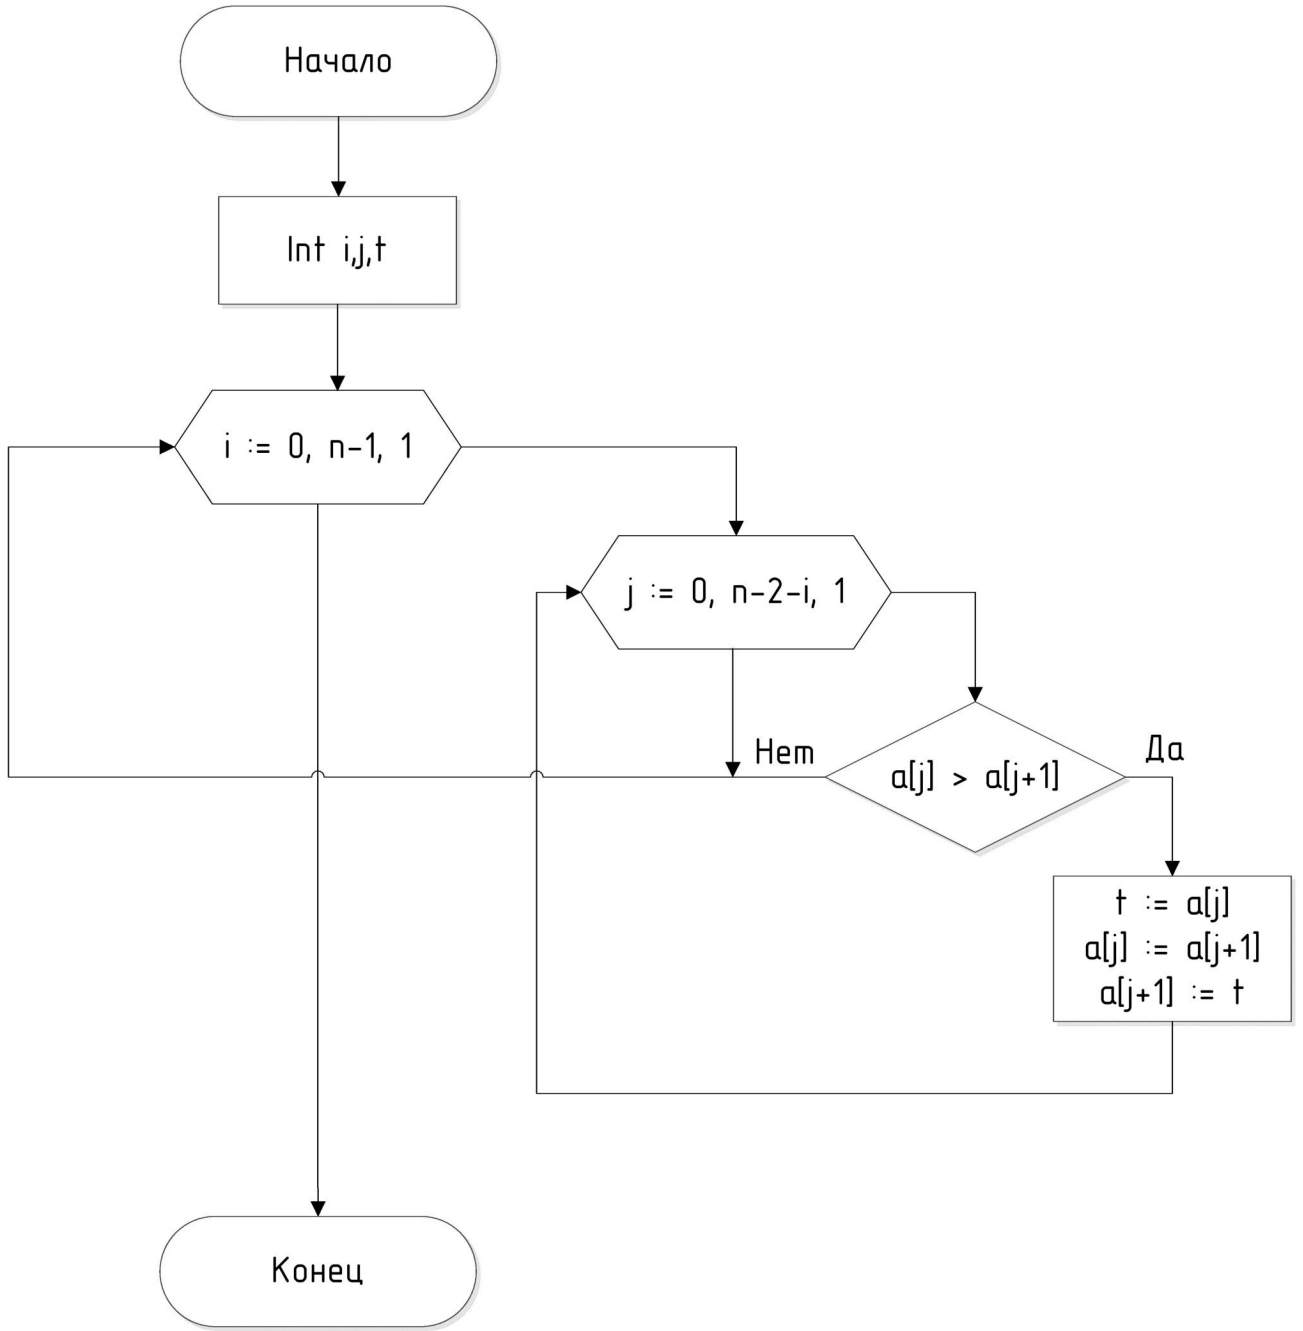 Начало
Int i,j,t
i := 0, n-1, 1
j := 0, n-2-i, 1
Нет
Да
a[j] > a[j+1]
t := a[j]
a[j] := a[j+1]
a[j+1] := t
Конец